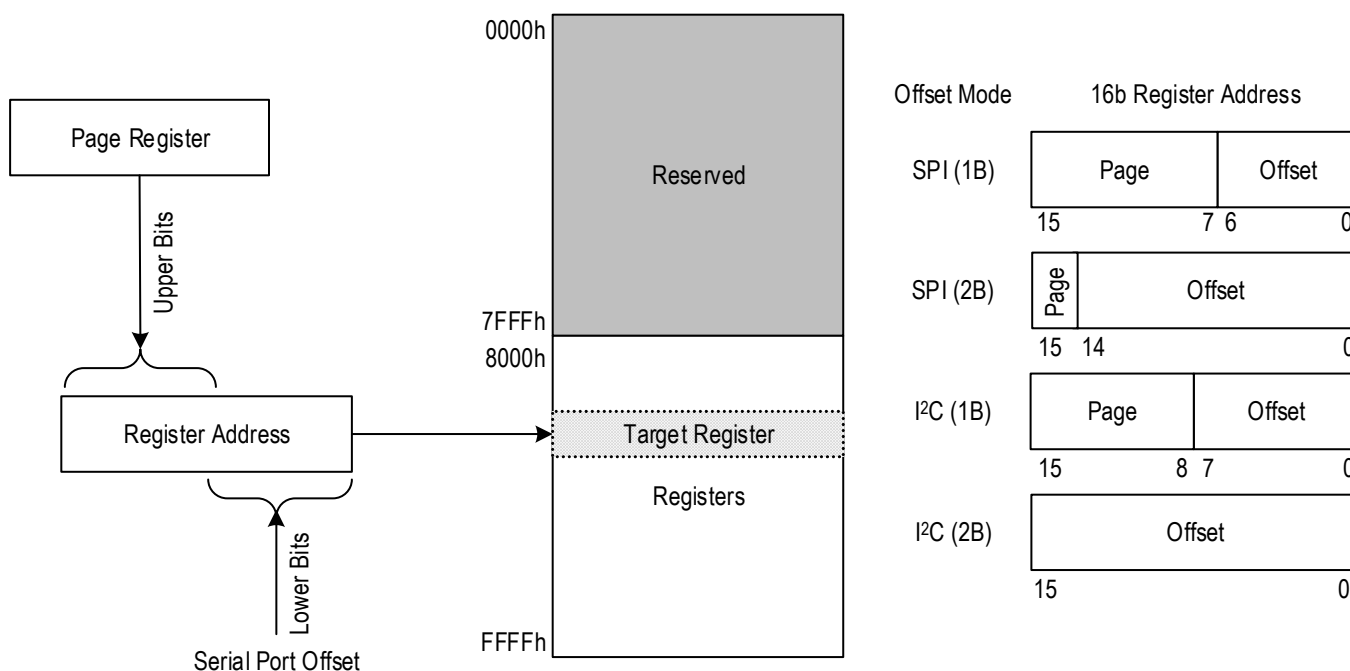 0000h
Page Register
Upper Bits
Reserved
7FFFh
8000h
Register Address
Target Register
Registers
Lower Bits
Serial Port Offset
FFFFh
Offset Mode 16b Register Address
SPI (1B) Page Offset
15 7 6 0
SPI (2B) Page Offset
15 14 0
I²C (1B) Page Offset
15 8 7 0
I²C (2B) Offset
15 0